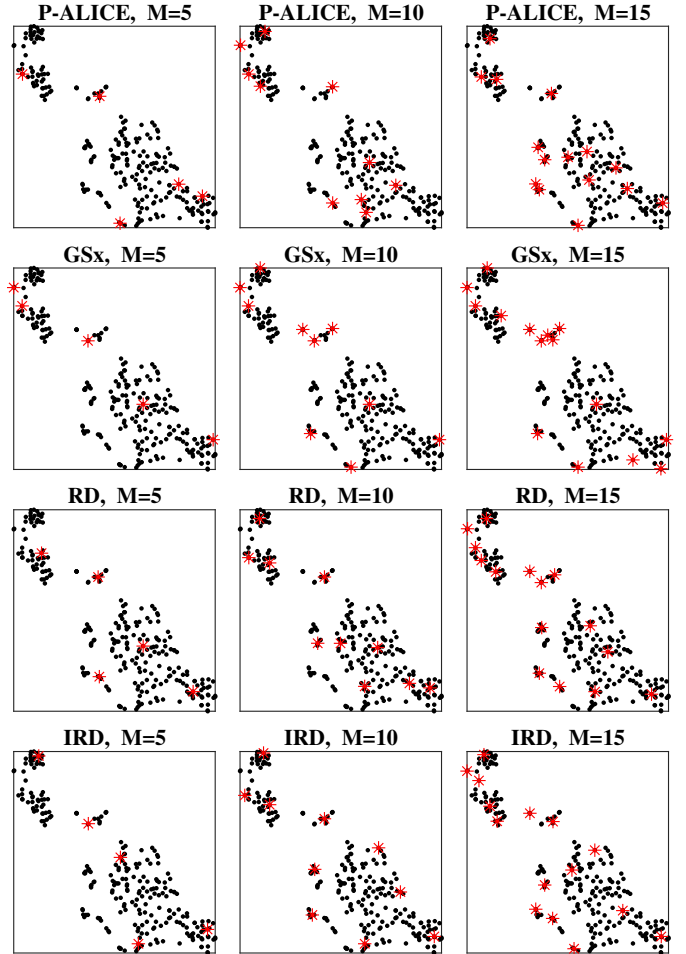 P-ALICE, M=5
P-ALICE, M=10
P-ALICE, M=15
GSx, M=5
GSx, M=10
GSx, M=15
RD, M=5
RD, M=10
RD, M=15
IRD, M=5
IRD, M=10
IRD, M=15